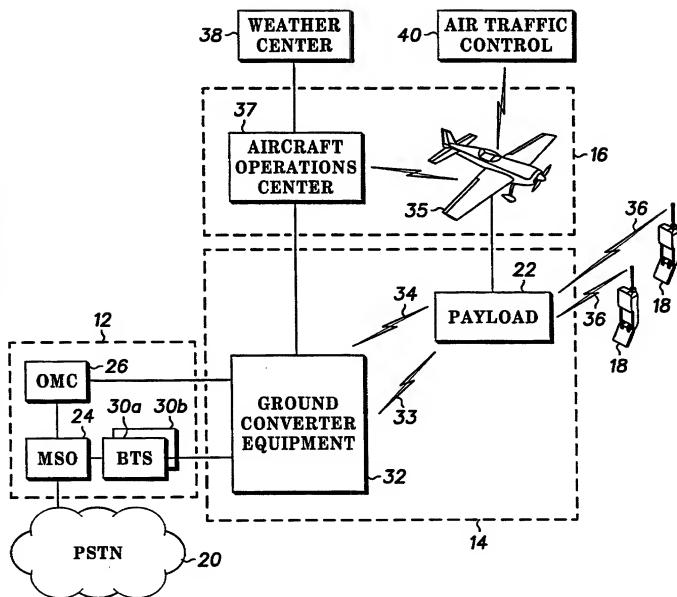 38
WEATHER
CENTER
40
AIR TRAFFIC
CONTROL
37
AIRCRAFT
OPERATIONS
CENTER
35
16
36
18
22
PAYLOAD
36
18
34
33
12
OMC
26
24
30a
30b
MSO
BTS
GROUND
CONVERTER
EQUIPMENT
32
14
PSTN
20